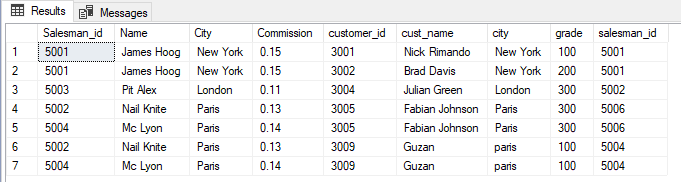 Results Messages
Salesman_id Name City Commission customer_id cust_name city grade salesman_id
1 5001 James Hoog New York 0.15 3001 Nick Rimando New York 100 5001
2 5001 James Hoog New York 0.15 3002 Brad Davis New York 200 5001
3 5003 Pit Alex London 0.11 3004 Julian Green London 300 5002
4 5002 Nail Knite Paris 0.13 3005 Fabian Johnson Paris 300 5006
5 5004 Mc Lyon Paris 0.14 3005 Fabian Johnson Paris 300 5006
6 5002 Nail Knite Paris 0.13 3009 Guzan paris 100 5004
7 5004 Mc Lyon Paris 0.14 3009 Guzan paris 100 5004